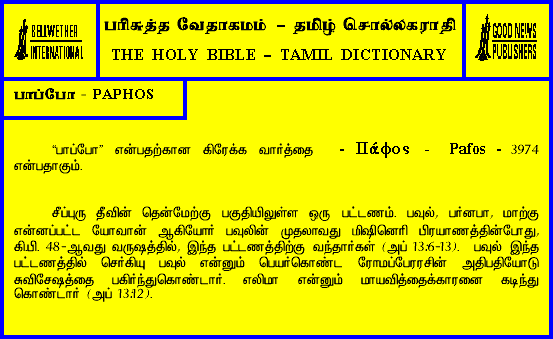 BELLWETHER
INTERNATIONAL
பரிசுத்த வேதாகமம் – தமிழ் சொல்லகராதி
THE HOLY BIBLE – TAMIL DICTIONARY
GOOD NEWS
PUBLISHERS
பாப்போ - PAPHOS
“பாப்போ” என்பதற்கான கிரேக்க வார்த்தை - Πάφος - Pafos - 3974
என்பதாகும்.
சீப்புரு தீவின் தென்மேற்கு பகுதியிலுள்ள ஒரு பட்டணம். பவுல், பர்னபா, மாற்கு
என்னப்பட்ட யோவான் ஆகியோர் பவுலின் முதலாவது மிஷினெரி பிரயாணத்தின்போது,
கி.பி. 48-ஆவது வருஷத்தில், இந்த பட்டணத்திற்கு வந்தார்கள் (அப் 13:6-13). பவுல் இந்த
பட்டணத்தில் செர்கியு பவுல் என்னும் பெயர்கொண்ட ரோமப்பேரரசின் அதிபதியோடு
சுவிசேஷத்தை பகிர்ந்துகொண்டார். எலிமா என்னும் மாயவித்தைக்காரனை கடிந்து
கொண்டார் (அப் 13:12).